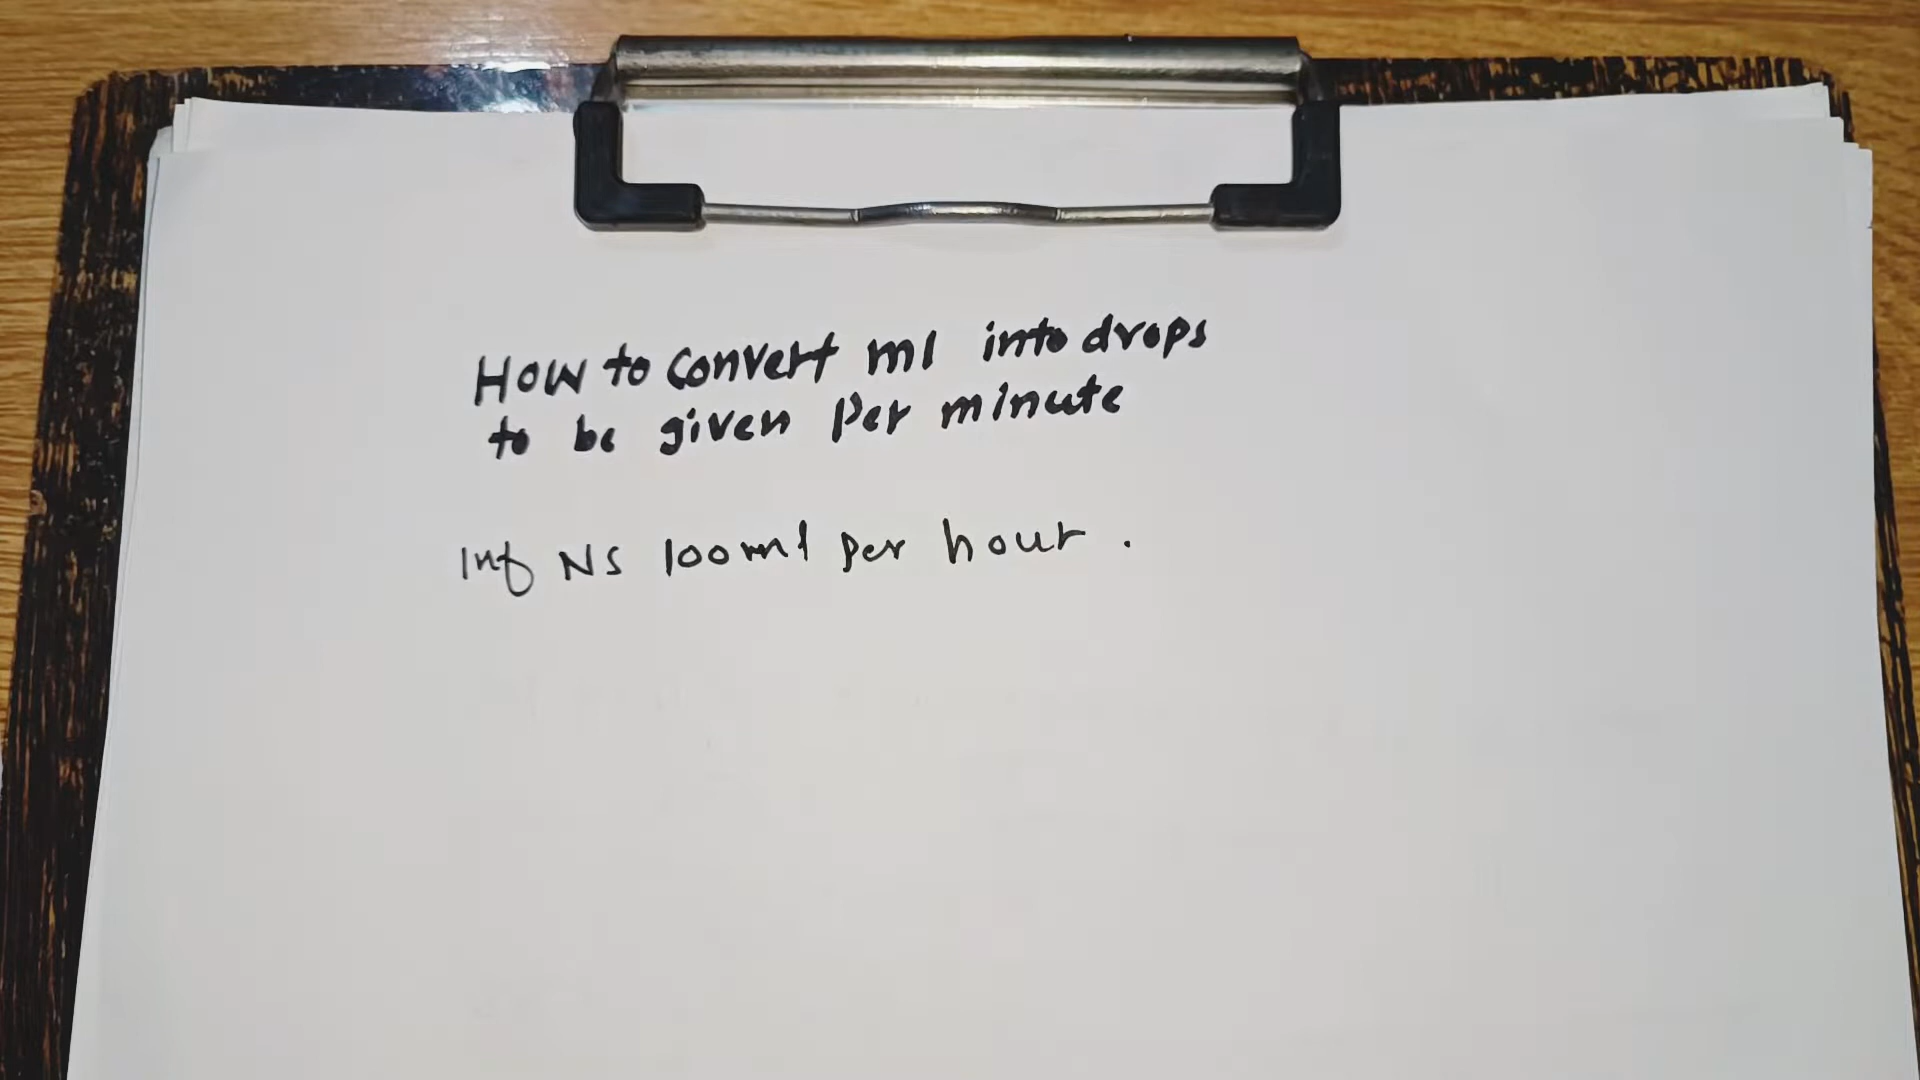 How to convert ml into drops
to be given per minute
Inf NS 100ml per hour.